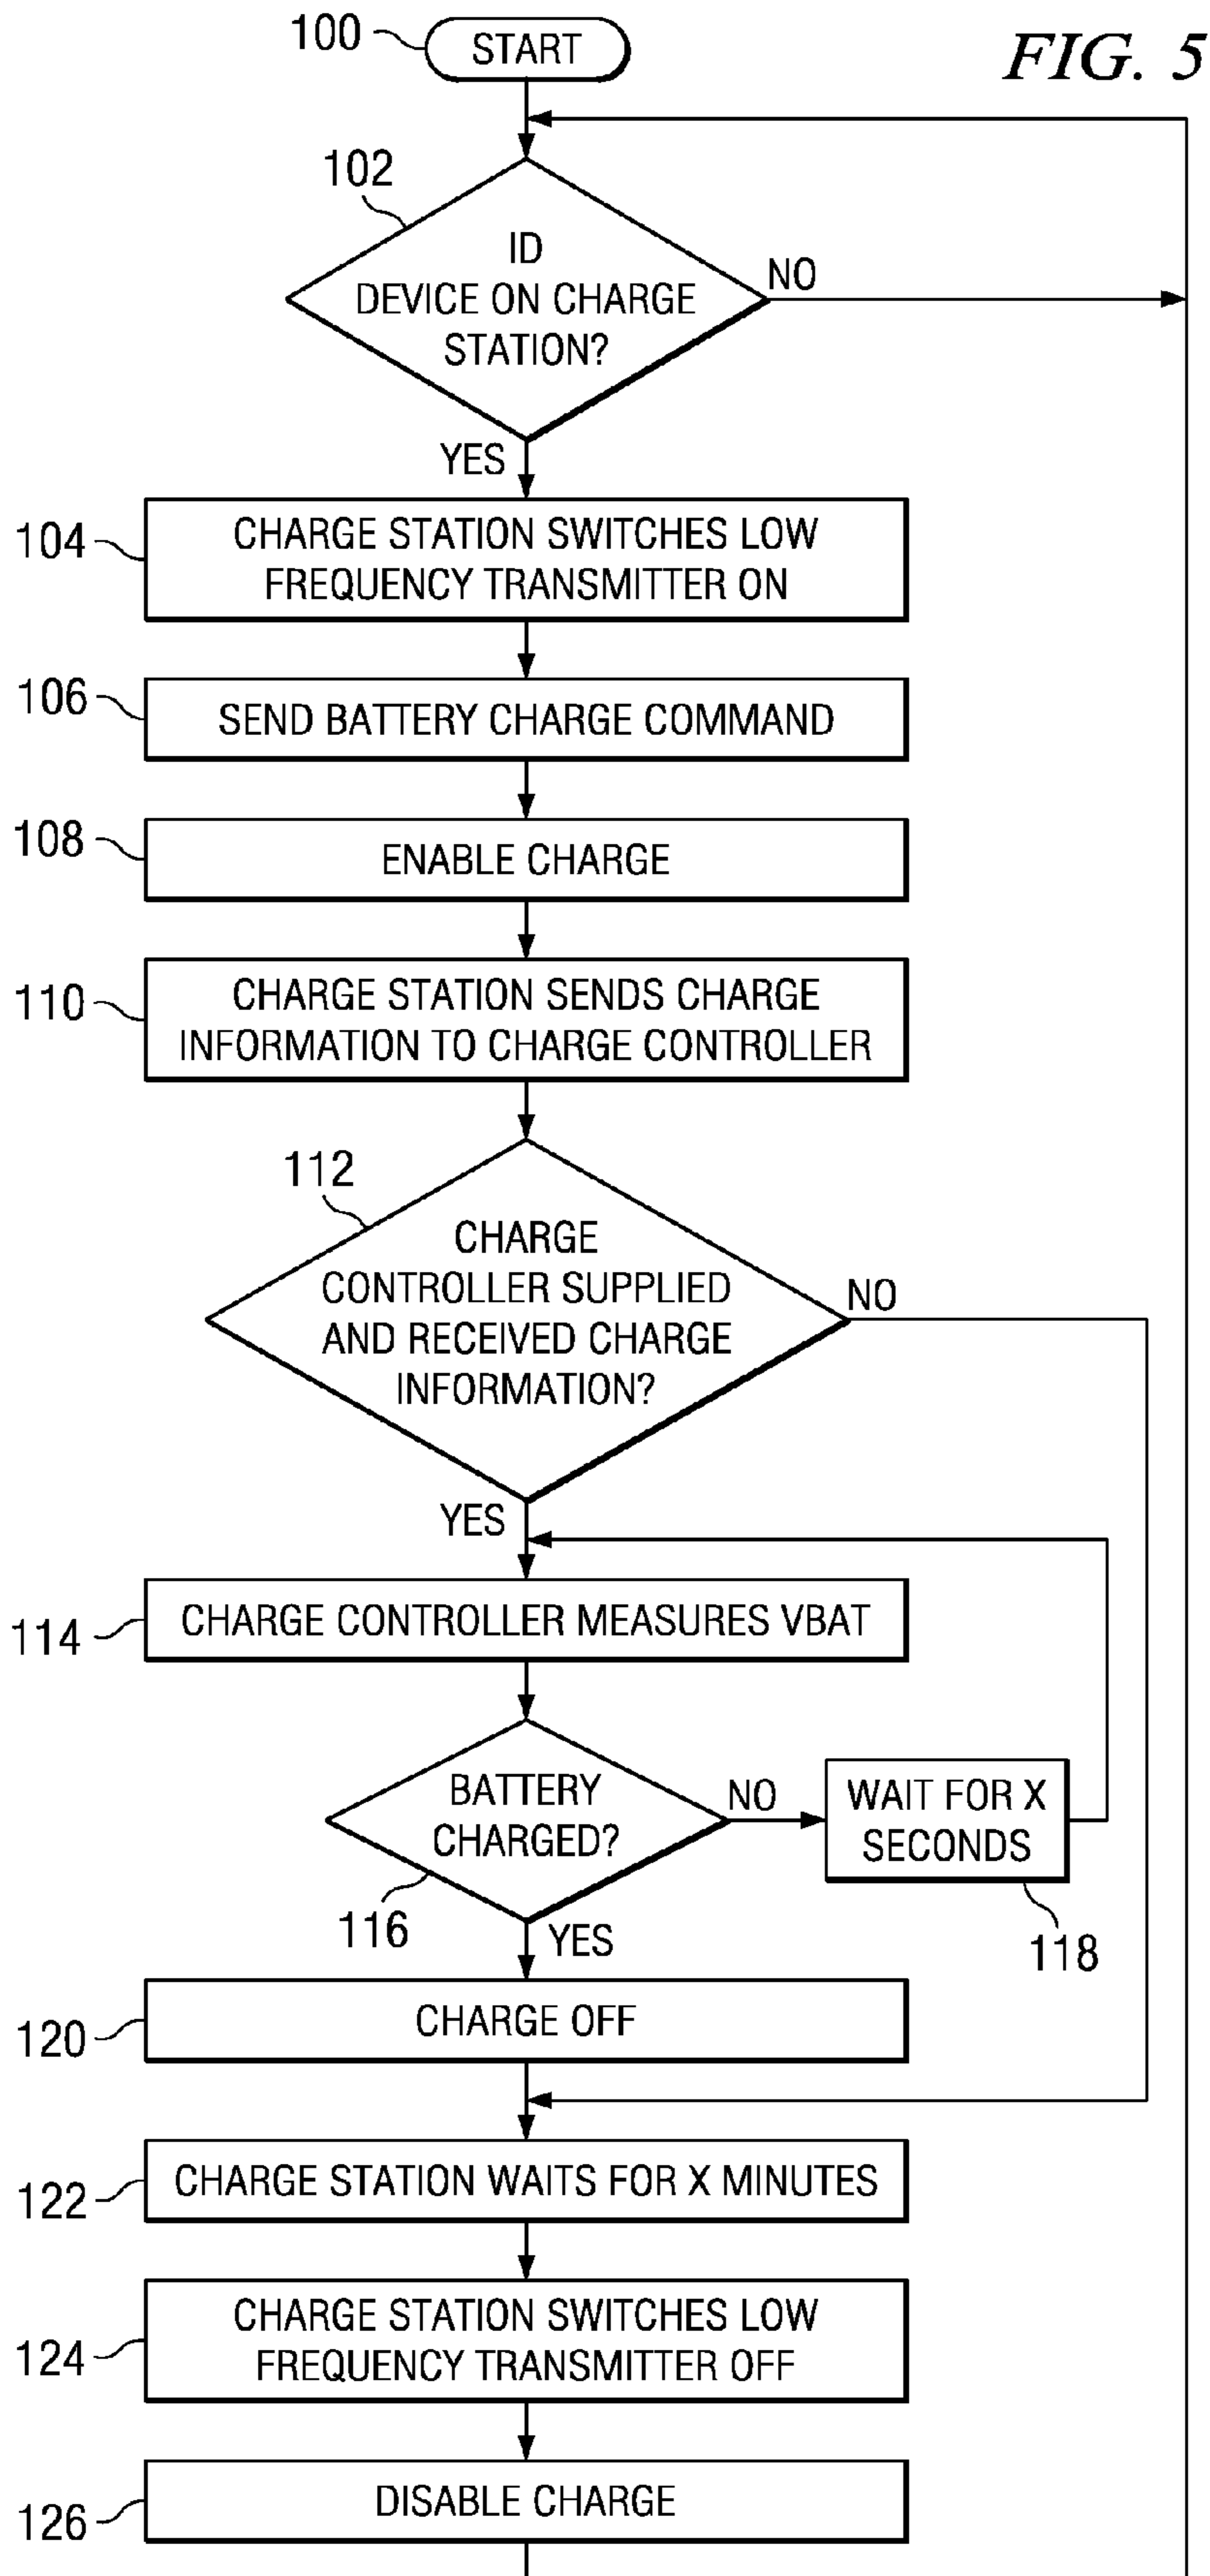 FIG. 5
100
START
102
ID
DEVICE ON CHARGE
STATION?
NO
YES
104
CHARGE STATION SWITCHES LOW
FREQUENCY TRANSMITTER ON
106
SEND BATTERY CHARGE COMMAND
108
ENABLE CHARGE
110
CHARGE STATION SENDS CHARGE
INFORMATION TO CHARGE CONTROLLER
112
CHARGE
CONTROLLER SUPPLIED
AND RECEIVED CHARGE
INFORMATION?
NO
YES
114
CHARGE CONTROLLER MEASURES VBAT
BATTERY
CHARGED?
116
NO
WAIT FOR X
SECONDS
118
YES
120
CHARGE OFF
122
CHARGE STATION WAITS FOR X MINUTES
124
CHARGE STATION SWITCHES LOW
FREQUENCY TRANSMITTER OFF
126
DISABLE CHARGE